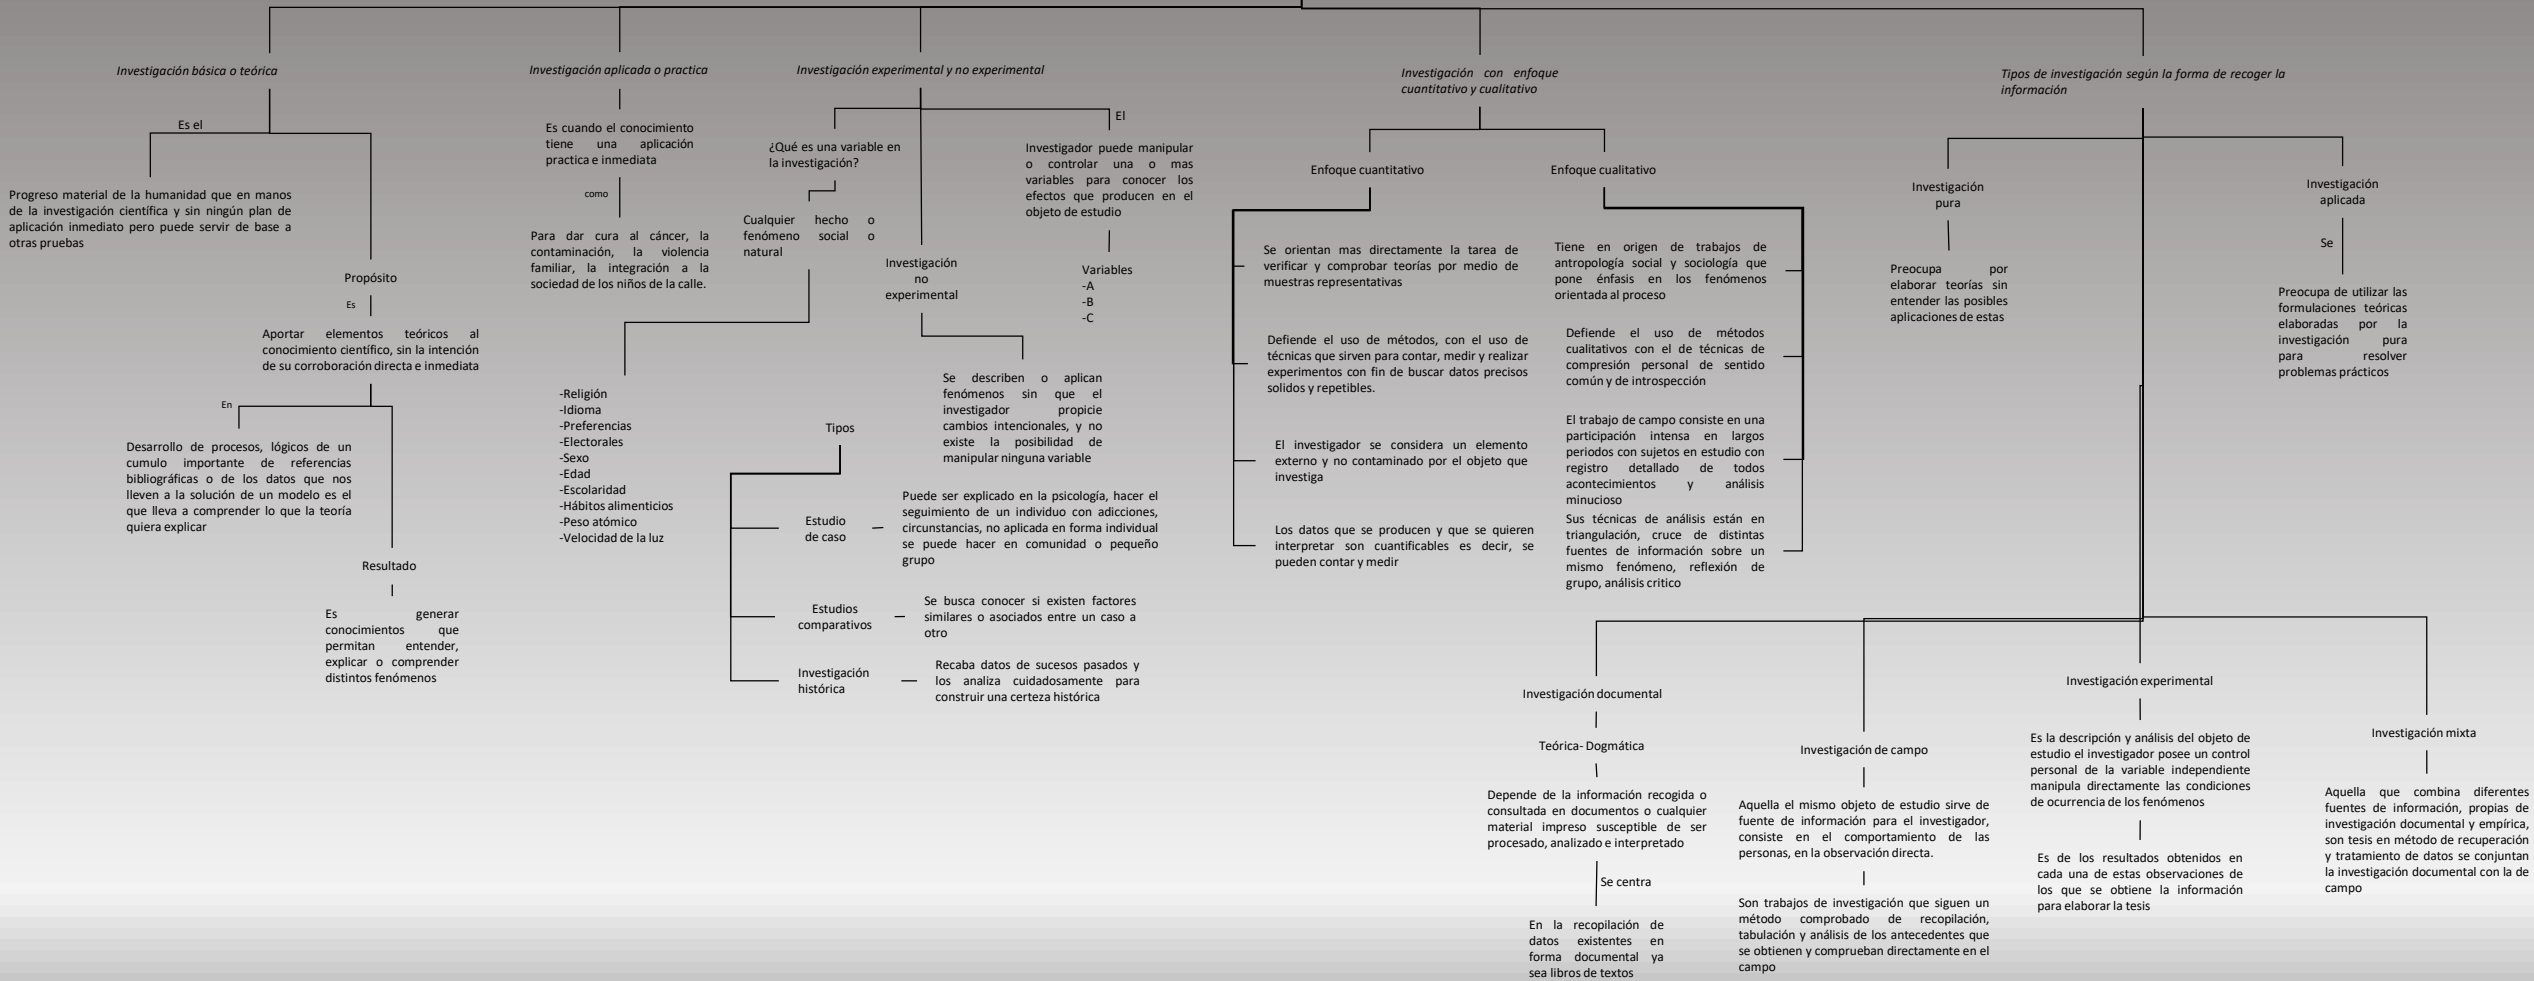 Investigación básica o teórica
Es el
Progreso material de la humanidad que en manos
de la investigación científica y sin ningún plan de
aplicación inmediato pero puede servir de base a
otras pruebas
Propósito
Es
Aportar elementos teóricos al
conocimiento científico, sin la intención
de su corroboración directa e inmediata
En
Desarrollo de procesos, lógicos de un
cumulo importante de referencias
bibliográficas o de los datos que nos
lleven a la solución de un modelo es el
que lleva a comprender lo que la teoría
quiera explicar
Resultado
Es generar
conocimientos que
permitan entender,
explicar o comprender
distintos fenómenos
Investigación aplicada o practica
Es cuando el conocimiento
tiene una aplicación
practica e inmediata
como
Para dar cura al cáncer, la
contaminación, la violencia
familiar, la integración a la
sociedad de los niños de la calle.
Investigación experimental y no experimental
¿Qué es una variable en
la investigación?
Cualquier hecho o
fenómeno social o
natural
-Religión
-Idioma
-Preferencias
-Electorales
-Sexo
-Edad
-Escolaridad
-Hábitos alimenticios
-Peso atómico
-Velocidad de la luz
Investigación
no
experimental
Se describen o aplican
fenómenos sin que el
investigador propicie
cambios intencionales, y no
existe la posibilidad de
manipular ninguna variable
El
Investigador puede manipular
o controlar una o mas
variables para conocer los
efectos que producen en el
objeto de estudio
Variables
-A
-B
-C
Tipos
Estudio
de caso
Puede ser explicado en la psicología, hacer el
seguimiento de un individuo con adicciones,
circunstancias, no aplicada en forma individual
se puede hacer en comunidad o pequeño
grupo
Estudios
comparativos
Se busca conocer si existen factores
similares o asociados entre un caso a
otro
Investigación
histórica
Recaba datos de sucesos pasados y
los analiza cuidadosamente para
construir una certeza histórica
Investigación con enfoque
cuantitativo y cualitativo
Enfoque cuantitativo
Se orientan mas directamente la tarea de
verificar y comprobar teorías por medio de
muestras representativas
Defiende el uso de métodos, con el uso de
técnicas que sirven para contar, medir y realizar
experimentos con fin de buscar datos precisos
solidos y repetibles.
El investigador se considera un elemento
externo y no contaminado por el objeto que
investiga
Los datos que se producen y que se quieren
interpretar son cuantificables es decir, se
pueden contar y medir
Enfoque cualitativo
Tiene en origen de trabajos de
antropología social y sociología que
pone énfasis en los fenómenos
orientada al proceso
Defiende el uso de métodos
cualitativos con el de técnicas de
compresión personal de sentido
común y de introspección
El trabajo de campo consiste en una
participación intensa en largos
periodos con sujetos en estudio con
registro detallado de todos
acontecimientos y análisis
minucioso
Sus técnicas de análisis están en
triangulación, cruce de distintas
fuentes de información sobre un
mismo fenómeno, reflexión de
grupo, análisis critico
Tipos de investigación según la forma de recoger la
información
Investigación
pura
Preocupa por
elaborar teorías sin
entender las posibles
aplicaciones de estas
Investigación
aplicada
Se
Preocupa de utilizar las
formulaciones teóricas
elaboradas por la
investigación pura
para resolver
problemas prácticos
Investigación documental
Teórica- Dogmática
Depende de la información recogida o
consultada en documentos o cualquier
material impreso susceptible de ser
procesado, analizado e interpretado
Se centra
En la recopilación de
datos existentes en
forma documental ya
sea libros de textos
Investigación de campo
Aquella el mismo objeto de estudio sirve de
fuente de información para el investigador,
consiste en el comportamiento de las
personas, en la observación directa.
Son trabajos de investigación que siguen un
método comprobado de recopilación,
tabulación y análisis de los antecedentes que
se obtienen y comprueban directamente en el
campo
Investigación experimental
Es la descripción y análisis del objeto de
estudio el investigador posee un control
personal de la variable independiente
manipula directamente las condiciones
de ocurrencia de los fenómenos
Es de los resultados obtenidos en
cada una de estas observaciones de
los que se obtiene la información
para elaborar la tesis
Investigación mixta
Aquella que combina diferentes
fuentes de información, propias de
investigación documental y empírica,
son tesis en método de recuperación
y tratamiento de datos se conjuntan
la investigación documental con la de
campo